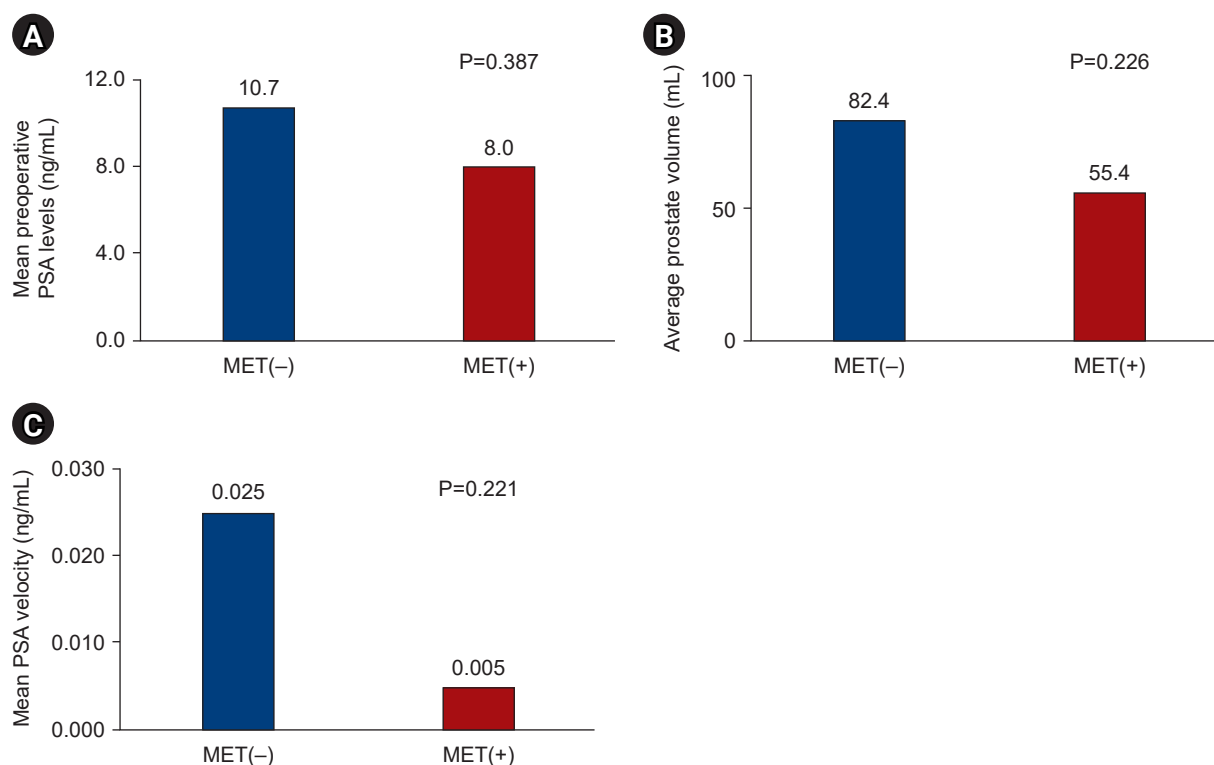 A
Mean preoperative
PSA levels (ng/mL)
12.0
8.0
4.0
0.0
10.7
8.0
P=0.387
MET(–)
MET(+)
B
Average prostate volume (mL)
100
50
0
82.4
55.4
P=0.226
MET(–)
MET(+)
C
Mean PSA velocity (ng/mL)
0.030
0.020
0.010
0.000
0.025
0.005
P=0.221
MET(–)
MET(+)